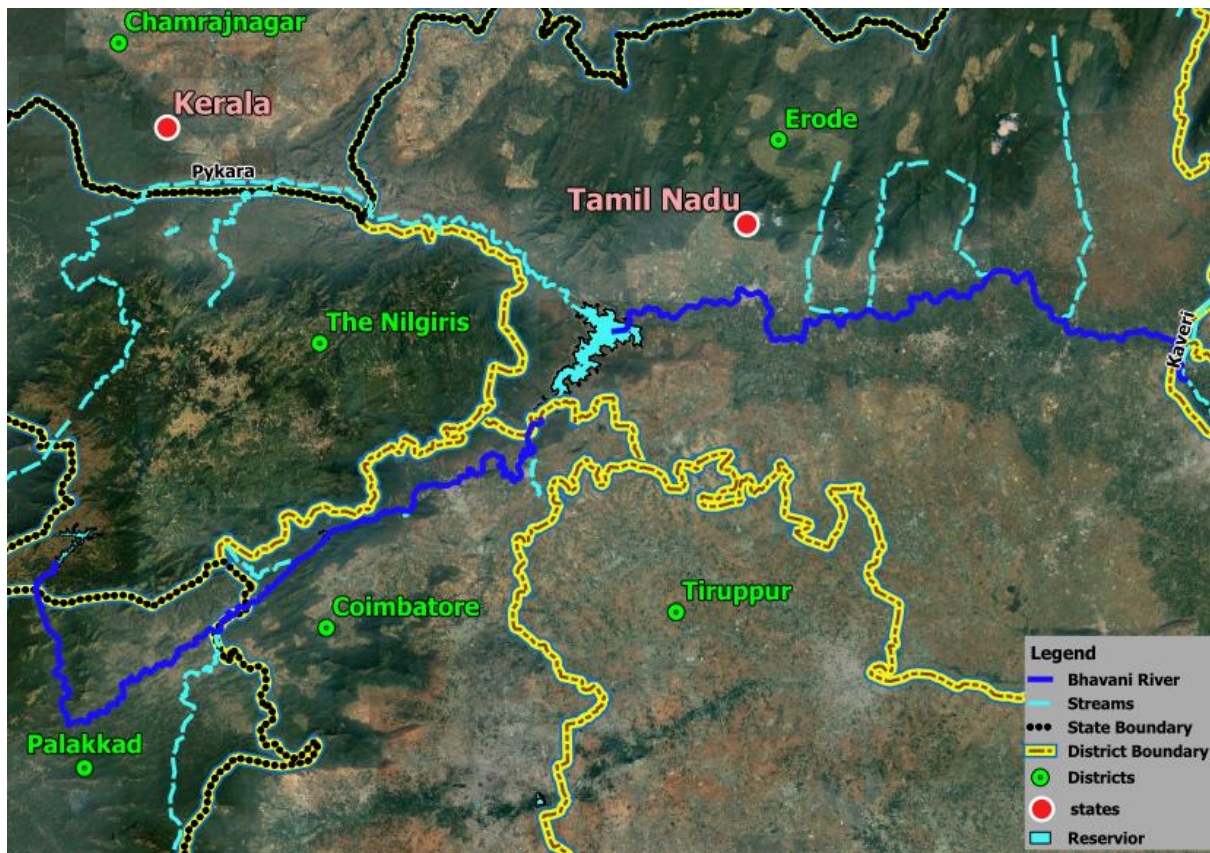 Chamrajnagar
Kerala
Erode
Pykara
Tamil Nadu
The Nilgiris
Kaveri
Tiruppur
Coimbatore
Palakkad
Legend
Bhavani River
Streams
State Boundary
District Boundary
Districts
states
Reservior